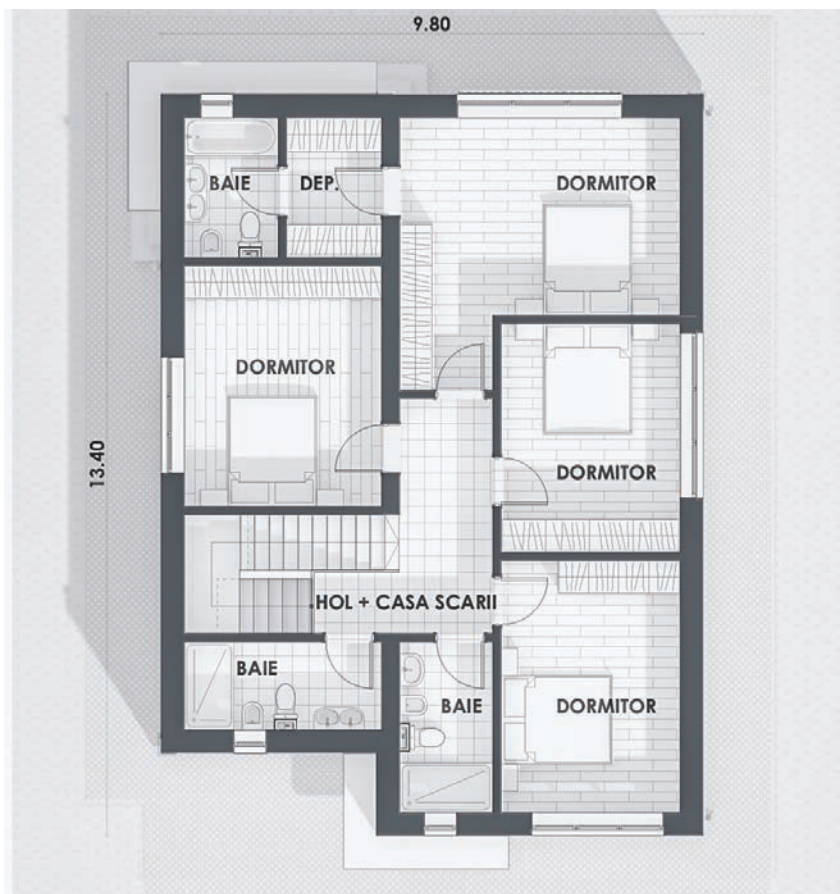 9.80
BAIE
DEP.
DORMITOR
DORMITOR
13.40
DORMITOR
HOL + CASA SCARII
BAIE
BAIE
DORMITOR